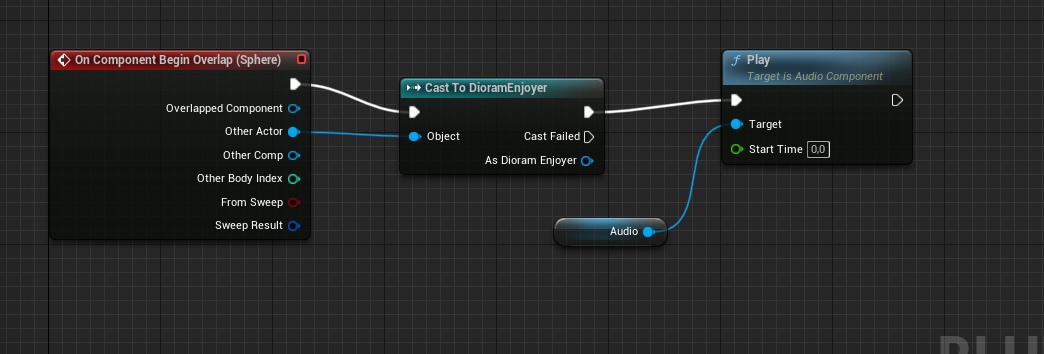 On Component Begin Overlap (Sphere)
Overlapped Component
Other Actor
Other Comp
Other Body Index
From Sweep
Sweep Result
Cast To DioramEnjoyer
Object
Cast Failed
As Dioram Enjoyer
Audio
f Play
Target is Audio Component
Target
Start Time 0,0